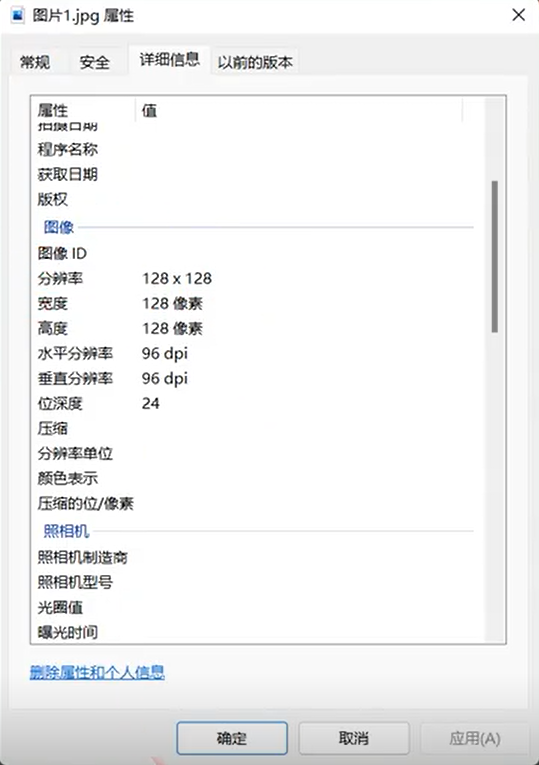 图片1.jpg 属性
常规 安全 详细信息 以前的版本
属性 值
拍摄日期
程序名称
获取日期
版权
图像
图像 ID
分辨率 128 x 128
宽度 128 像素
高度 128 像素
水平分辨率 96 dpi
垂直分辨率 96 dpi
位深度 24
压缩
分辨率单位
颜色表示
压缩的位/像素
照相机
照相机制造商
照相机型号
光圈值
曝光时间
删除属性和个人信息
确定 取消 应用(A)